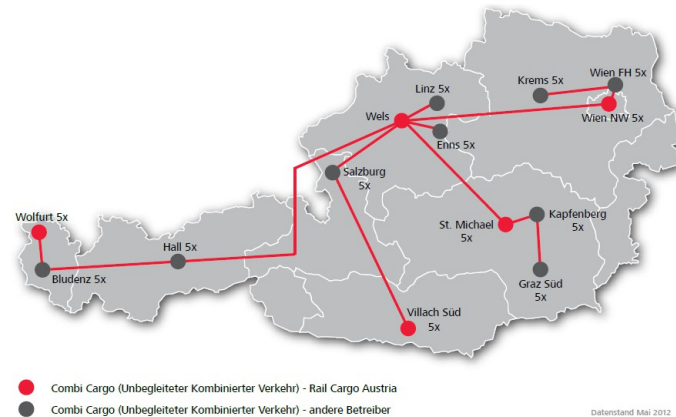 Linz 5x
Krems 5x
Wien FH 5x
Wels
Wien NW 5x
Enns 5x
Salzburg
5x
Wolfurt 5x
Hall 5x
St. Michael
5x
Kapfenberg
5x
Bludenz 5x
Graz Süd
5x
Villach Süd
5x
Combi Cargo (Unbegleiteter Kombinierter Verkehr) - Rail Cargo Austria
Combi Cargo (Unbegleiteter Kombinierter Verkehr) - andere Betreiber
Datenstand Mai 2012